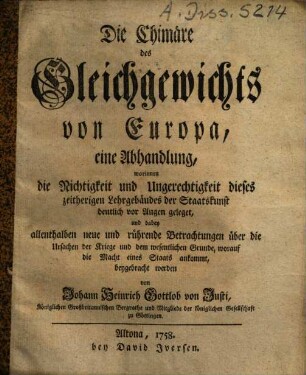 A. Diss. 5214
Die Chimäre
des
Gleichgewichts
von Europa,
eine Abhandlung,
worinnen
die Nichtigkeit und Ungerechtigkeit dieses
zeitherigen Lehrgebäudes der Staatskunst
deutlich vor Augen geleget,
und dabey
allenthalben neue und rührende Betrachtungen über die
Ursachen der Kriege und dem wesentlichen Grunde, worauf
die Macht eines Staats ankommt,
beygebracht werden
von
Johann Heinrich Gottlob von Justi,
Königlichen Großbritannischen Bergraths und Mitglieds der Königlichen Gesellschaft
zu Göttingen.
Altona, 1758.
bey David Iversen.